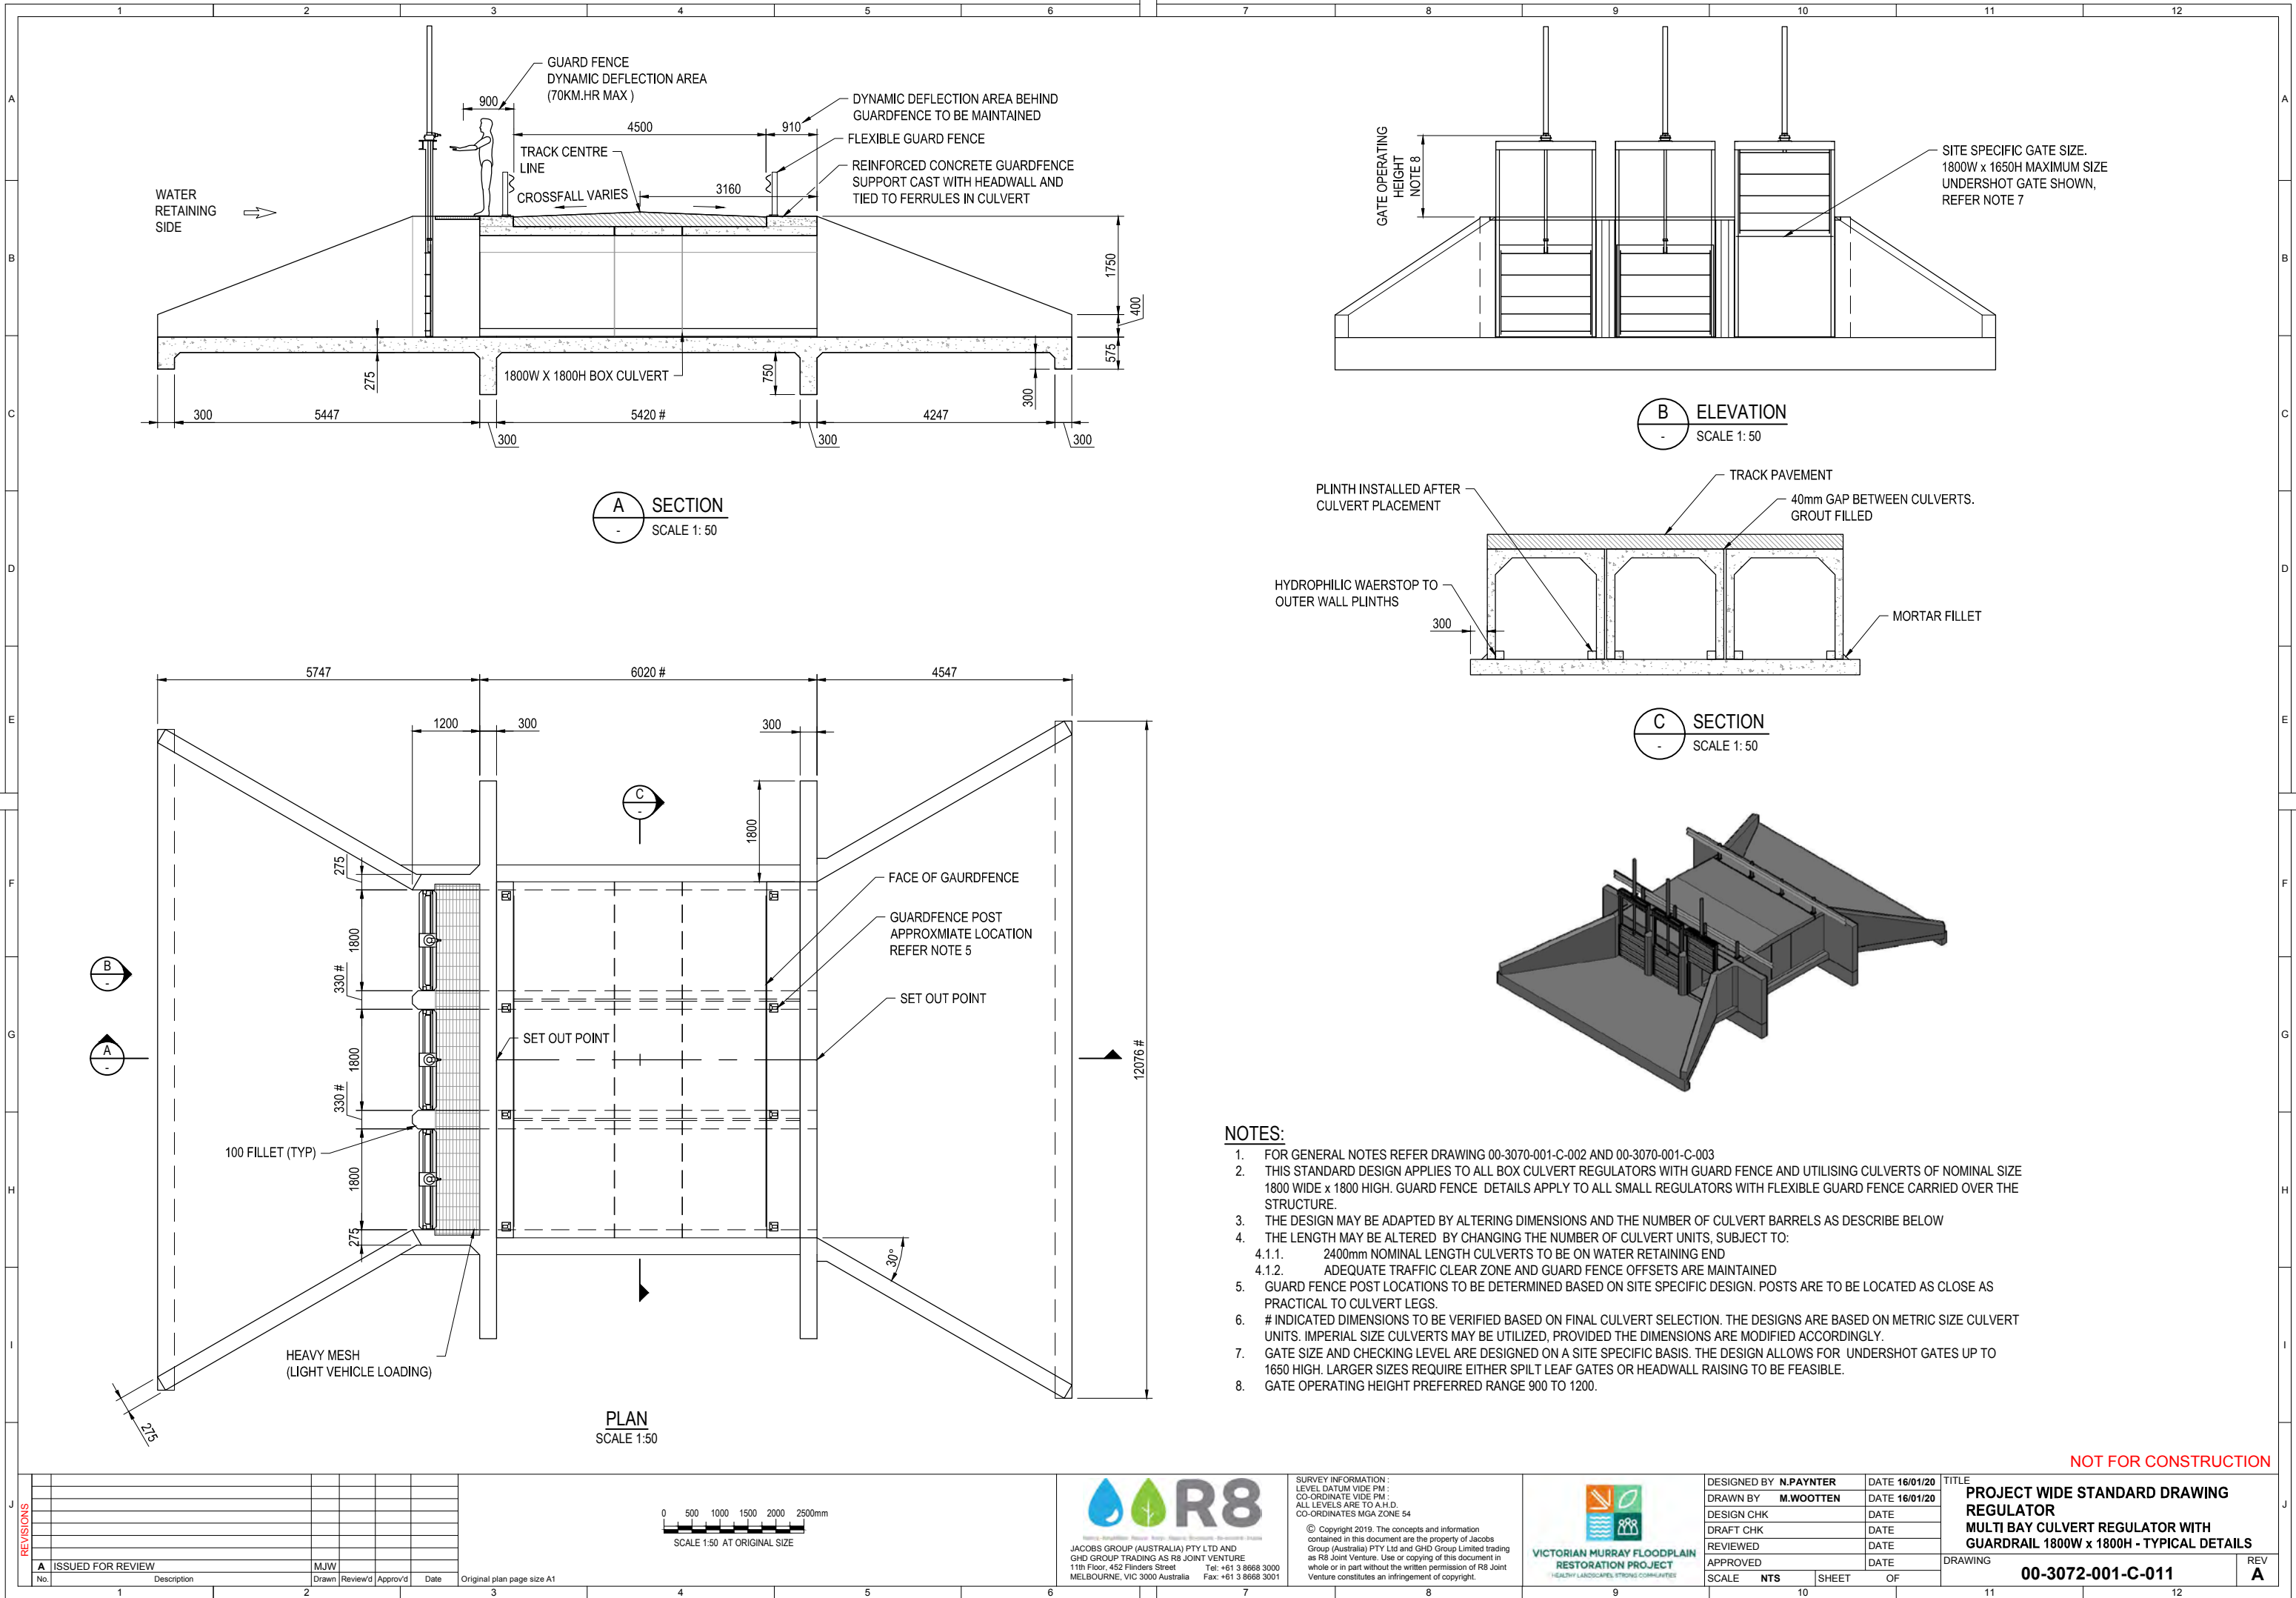 1 2 3 4 5 6 7 8 9 10 11 12
A
B
C
D
E
F
G
H
I
J
GUARD FENCE
DYNAMIC DEFLECTION AREA
(70KM.HR MAX )
900
4500
910
DYNAMIC DEFLECTION AREA BEHIND
GUARDFENCE TO BE MAINTAINED
FLEXIBLE GUARD FENCE
TRACK CENTRE
LINE
REINFORCED CONCRETE GUARDFENCE
SUPPORT CAST WITH HEADWALL AND
TIED TO FERRULES IN CULVERT
CROSSFALL VARIES
3160
WATER
RETAINING
SIDE
1750
400
575
275
1800W X 1800H BOX CULVERT
750
300
300
5447
5420 #
4247
300
300
300
A
-
SECTION
SCALE 1: 50
GATE OPERATING
HEIGHT
NOTE 8
SITE SPECIFIC GATE SIZE.
1800W x 1650H MAXIMUM SIZE
UNDERSHOT GATE SHOWN,
REFER NOTE 7
B
-
ELEVATION
SCALE 1: 50
PLINTH INSTALLED AFTER
CULVERT PLACEMENT
TRACK PAVEMENT
40mm GAP BETWEEN CULVERTS.
GROUT FILLED
HYDROPHILIC WAERSTOP TO
OUTER WALL PLINTHS
300
MORTAR FILLET
C
-
SECTION
SCALE 1: 50
5747
6020 #
4547
1200
300
300
C
-
1800
275
1800
330 #
1800
330 #
1800
275
FACE OF GAURDFENCE
GUARDFENCE POST
APPROXMIATE LOCATION
REFER NOTE 5
SET OUT POINT
SET OUT POINT
B
-
A
-
12076 #
100 FILLET (TYP)
30°
HEAVY MESH
(LIGHT VEHICLE LOADING)
275
PLAN
SCALE 1:50
NOTES:
1. FOR GENERAL NOTES REFER DRAWING 00-3070-001-C-002 AND 00-3070-001-C-003
2. THIS STANDARD DESIGN APPLIES TO ALL BOX CULVERT REGULATORS WITH GUARD FENCE AND UTILISING CULVERTS OF NOMINAL SIZE
1800 WIDE x 1800 HIGH. GUARD FENCE DETAILS APPLY TO ALL SMALL REGULATORS WITH FLEXIBLE GUARD FENCE CARRIED OVER THE
STRUCTURE.
3. THE DESIGN MAY BE ADAPTED BY ALTERING DIMENSIONS AND THE NUMBER OF CULVERT BARRELS AS DESCRIBE BELOW
4. THE LENGTH MAY BE ALTERED BY CHANGING THE NUMBER OF CULVERT UNITS, SUBJECT TO:
4.1.1. 2400mm NOMINAL LENGTH CULVERTS TO BE ON WATER RETAINING END
4.1.2. ADEQUATE TRAFFIC CLEAR ZONE AND GUARD FENCE OFFSETS ARE MAINTAINED
5. GUARD FENCE POST LOCATIONS TO BE DETERMINED BASED ON SITE SPECIFIC DESIGN. POSTS ARE TO BE LOCATED AS CLOSE AS
PRACTICAL TO CULVERT LEGS.
6. # INDICATED DIMENSIONS TO BE VERIFIED BASED ON FINAL CULVERT SELECTION. THE DESIGNS ARE BASED ON METRIC SIZE CULVERT
UNITS. IMPERIAL SIZE CULVERTS MAY BE UTILIZED, PROVIDED THE DIMENSIONS ARE MODIFIED ACCORDINGLY.
7. GATE SIZE AND CHECKING LEVEL ARE DESIGNED ON A SITE SPECIFIC BASIS. THE DESIGN ALLOWS FOR UNDERSHOT GATES UP TO
1650 HIGH. LARGER SIZES REQUIRE EITHER SPILT LEAF GATES OR HEADWALL RAISING TO BE FEASIBLE.
8. GATE OPERATING HEIGHT PREFERRED RANGE 900 TO 1200.
NOT FOR CONSTRUCTION
REVISIONS
A ISSUED FOR REVIEW MJW
No. Description Drawn Review'd Approv'd Date Original plan page size A1
0 500 1000 1500 2000 2500mm
SCALE 1:50 AT ORIGINAL SIZE
R8
JACOBS GROUP (AUSTRALIA) PTY LTD AND
GHD GROUP TRADING AS R8 JOINT VENTURE
11th Floor, 452 Flinders Street Tel: +61 3 8668 3000
MELBOURNE, VIC 3000 Australia Fax: +61 3 8668 3001
SURVEY INFORMATION :
LEVEL DATUM VIDE PM :
CO-ORDINATE VIDE PM :
ALL LEVELS ARE TO A.H.D.
CO-ORDINATES MGA ZONE 54
© Copyright 2019. The concepts and information
contained in this document are the property of Jacobs
Group (Australia) PTY Ltd and GHD Group Limited trading
as R8 Joint Venture. Use or copying of this document in
whole or in part without the written permission of R8 Joint
Venture constitutes an infringement of copyright.
VICTORIAN MURRAY FLOODPLAIN
RESTORATION PROJECT
HEALTHY LANDSCAPES, STRONG COMMUNITIES
DESIGNED BY N.PAYNTER DATE 16/01/20
DRAWN BY M.WOOTTEN DATE 16/01/20
DESIGN CHK DATE
DRAFT CHK DATE
REVIEWED DATE
APPROVED DATE
SCALE NTS SHEET OF
TITLE
PROJECT WIDE STANDARD DRAWING
REGULATOR
MULTI BAY CULVERT REGULATOR WITH
GUARDRAIL 1800W x 1800H - TYPICAL DETAILS
DRAWING
00-3072-001-C-011
REV
A
1 2 3 4 5 6 7 8 9 10 11 12